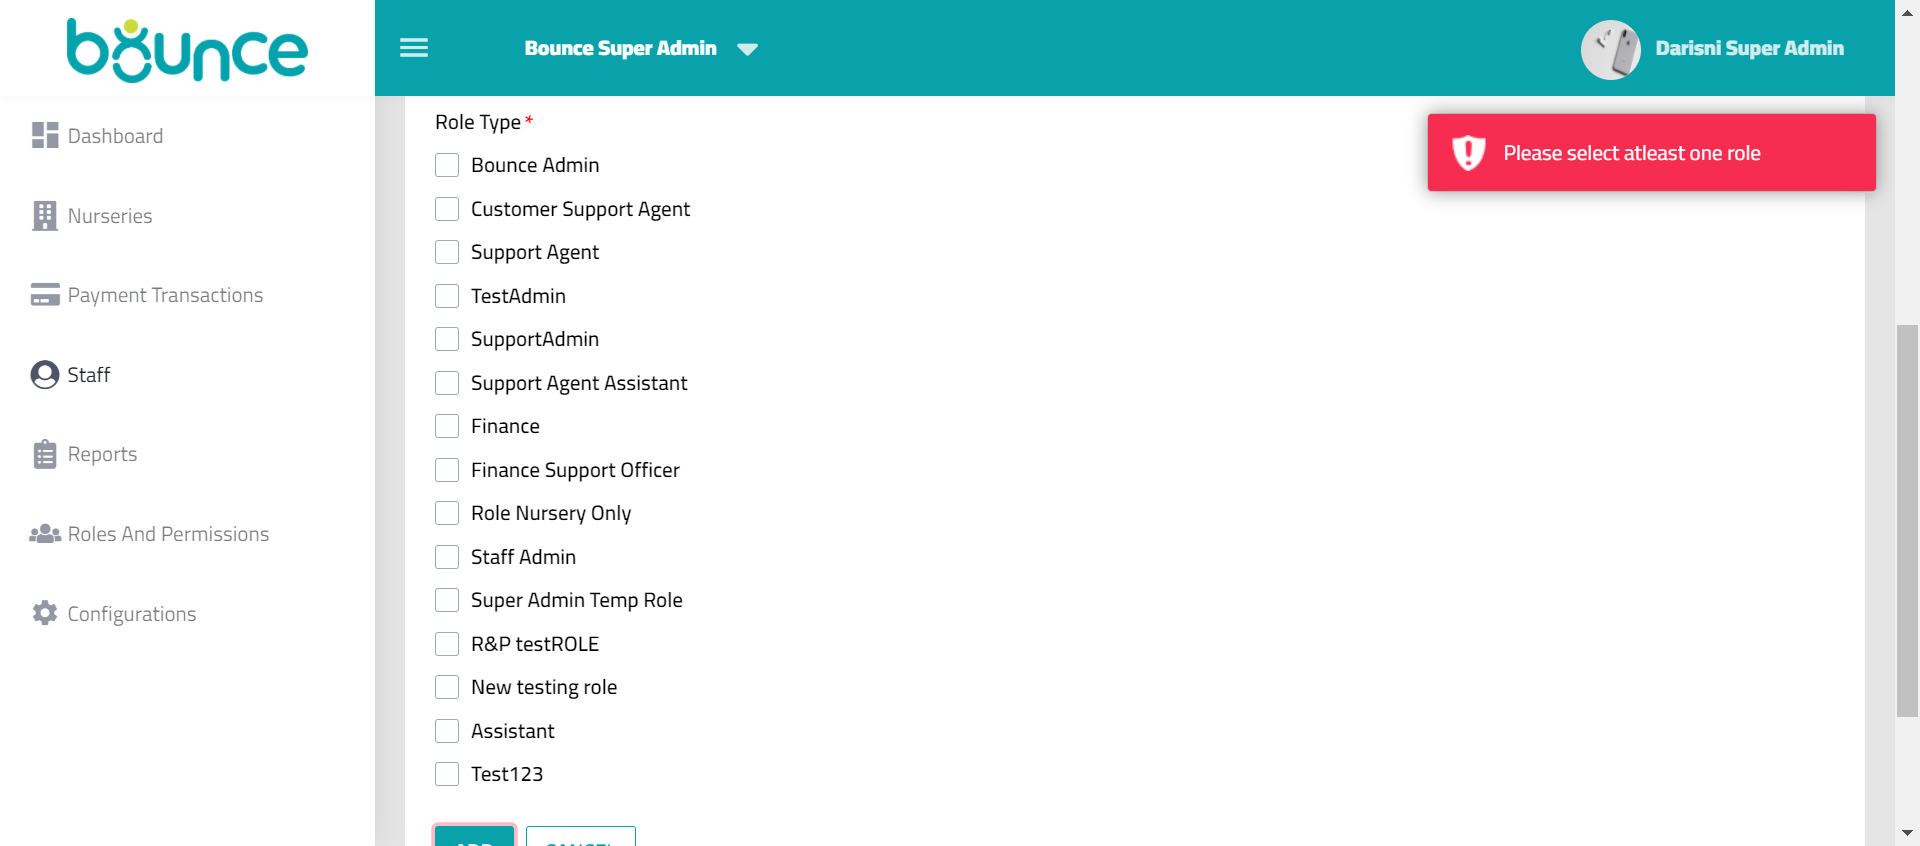 bounce
Bounce Super Admin
Darisni Super Admin
Dashboard
Nurseries
Payment Transactions
Staff
Reports
Roles And Permissions
Configurations
Role Type*
Bounce Admin
Customer Support Agent
Support Agent
TestAdmin
SupportAdmin
Support Agent Assistant
Finance
Finance Support Officer
Role Nursery Only
Staff Admin
Super Admin Temp Role
R&P testROLE
New testing role
Assistant
Test123
Please select atleast one role
ADD
CANCEL